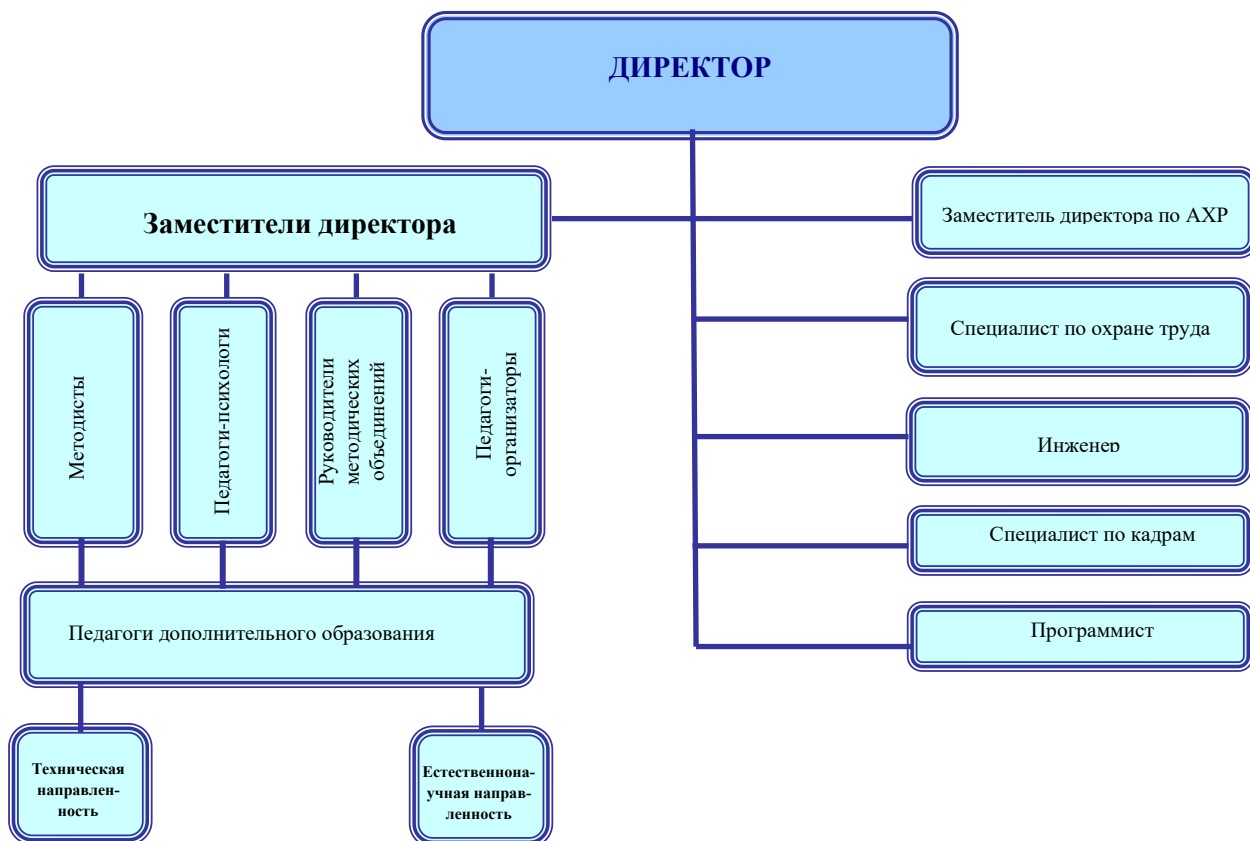 ДИРЕКТОР
Заместители директора
Заместитель директора по АХР
Специалист по охране труда
Инженер
Специалист по кадрам
Программист
Методисты
Педагоги-психологи
Руководители
методических
объединений
Педагоги-
организаторы
Педагоги дополнительного образования
Техническая
направлен-
ность
Естественнона-
учная направ-
ленность